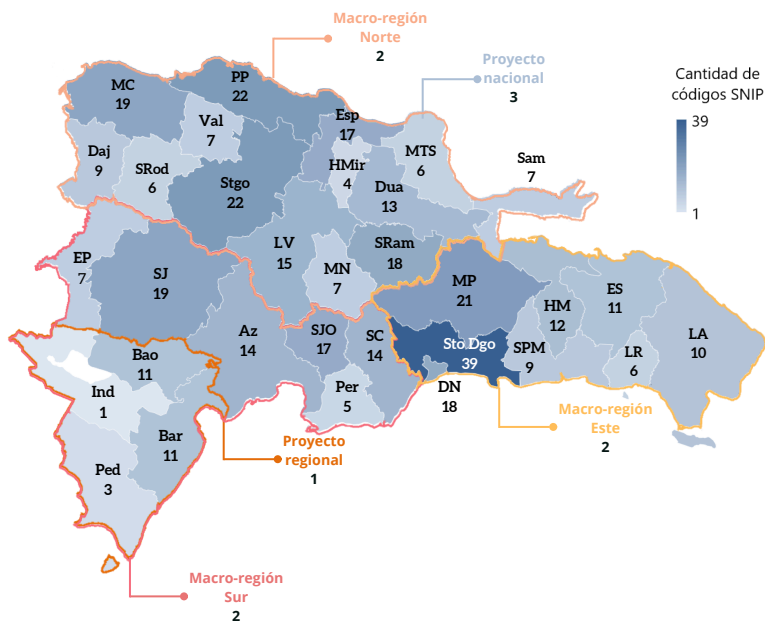 Macro-región
Norte
2
Proyecto
nacional
3
Cantidad de
códigos SNIP
39
1
MC
19
PP
22
Val
7
Esp
17
Daj
9
SRod
6
Stgo
22
HMir
4
MTS
6
Sam
7
Dua
13
EP
7
SJ
19
LV
15
MN
7
SRam
18
MP
21
HM
12
ES
11
Az
14
SJO
17
SC
14
Sto.Dgo
39
SPM
9
LR
6
LA
10
Bao
11
Ind
1
Per
5
DN
18
Bar
11
Ped
3
Proyecto
regional
1
Macro-región
Este
2
Macro-región
Sur
2